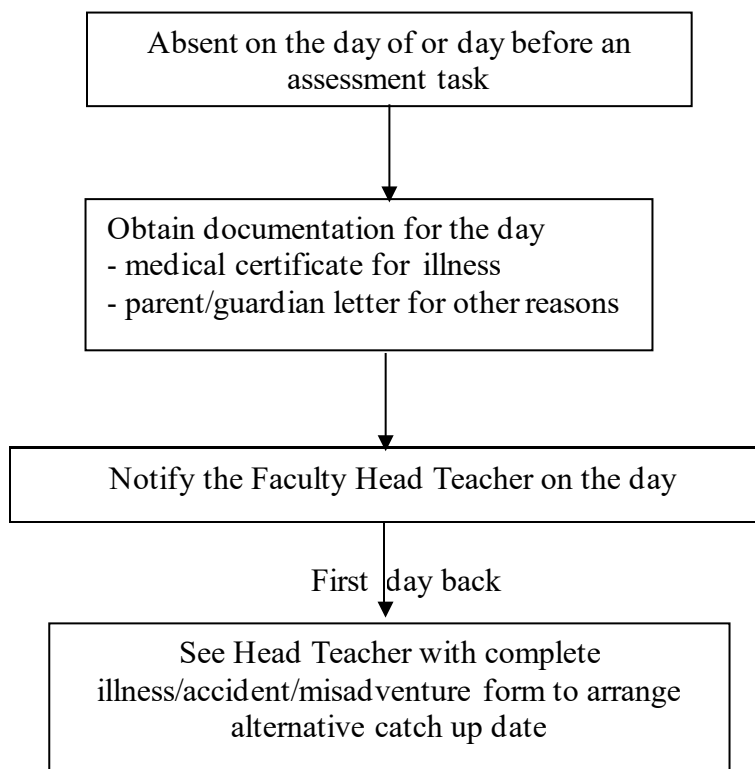 Absent on the day of or day before an
assessment task
Obtain documentation for the day
- medical certificate for illness
- parent/guardian letter for other reasons
Notify the Faculty Head Teacher on the day
First day back
See Head Teacher with complete
illness/accident/misadventure form to arrange
alternative catch up date